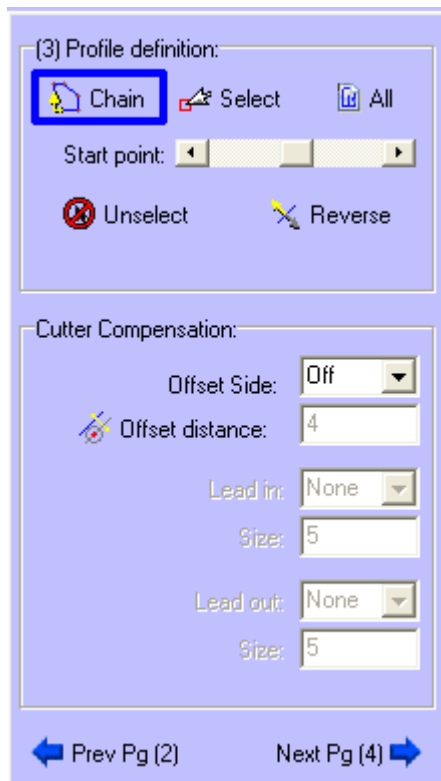 (3) Profile definition:
Chain Select All
Start point:
Unselect Reverse
Cutter Compensation:
Offset Side: Off
Offset distance: 4
Lead in: None
Size: 5
Lead out: None
Size: 5
Prev Pg (2) Next Pg (4)